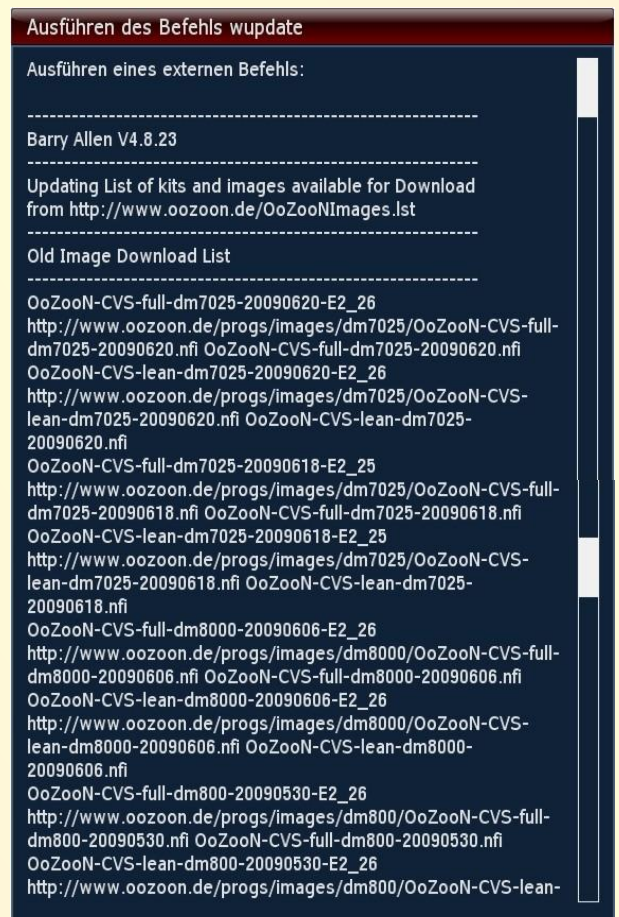 Ausführen des Befehls wupdate
Ausführen eines externen Befehls:
-------------------------------------------------------------
Barry Allen V4.8.23
-------------------------------------------------------------
Updating List of kits and images available for Download
from http://www.oozoon.de/OoZooNImages.lst
-------------------------------------------------------------
Old Image Download List
-------------------------------------------------------------
OoZooN-CVS-full-dm7025-20090620-E2_26
http://www.oozoon.de/progs/images/dm7025/OoZooN-CVS-full-
dm7025-20090620.nfi OoZooN-CVS-full-dm7025-20090620.nfi
OoZooN-CVS-lean-dm7025-20090620-E2_26
http://www.oozoon.de/progs/images/dm7025/OoZooN-CVS-
lean-dm7025-20090620.nfi OoZooN-CVS-lean-dm7025-
20090620.nfi
OoZooN-CVS-full-dm7025-20090618-E2_25
http://www.oozoon.de/progs/images/dm7025/OoZooN-CVS-full-
dm7025-20090618.nfi OoZooN-CVS-full-dm7025-20090618.nfi
OoZooN-CVS-lean-dm7025-20090618-E2_25
http://www.oozoon.de/progs/images/dm7025/OoZooN-CVS-
lean-dm7025-20090618.nfi OoZooN-CVS-lean-dm7025-
20090618.nfi
OoZooN-CVS-full-dm8000-20090606-E2_26
http://www.oozoon.de/progs/images/dm8000/OoZooN-CVS-full-
dm8000-20090606.nfi OoZooN-CVS-full-dm8000-20090606.nfi
OoZooN-CVS-lean-dm8000-20090606-E2_26
http://www.oozoon.de/progs/images/dm8000/OoZooN-CVS-
lean-dm8000-20090606.nfi OoZooN-CVS-lean-dm8000-
20090606.nfi
OoZooN-CVS-full-dm800-20090530-E2_26
http://www.oozoon.de/progs/images/dm800/OoZooN-CVS-full-
dm800-20090530.nfi OoZooN-CVS-full-dm800-20090530.nfi
OoZooN-CVS-lean-dm800-20090530-E2_26
http://www.oozoon.de/progs/images/dm800/OoZooN-CVS-lean-